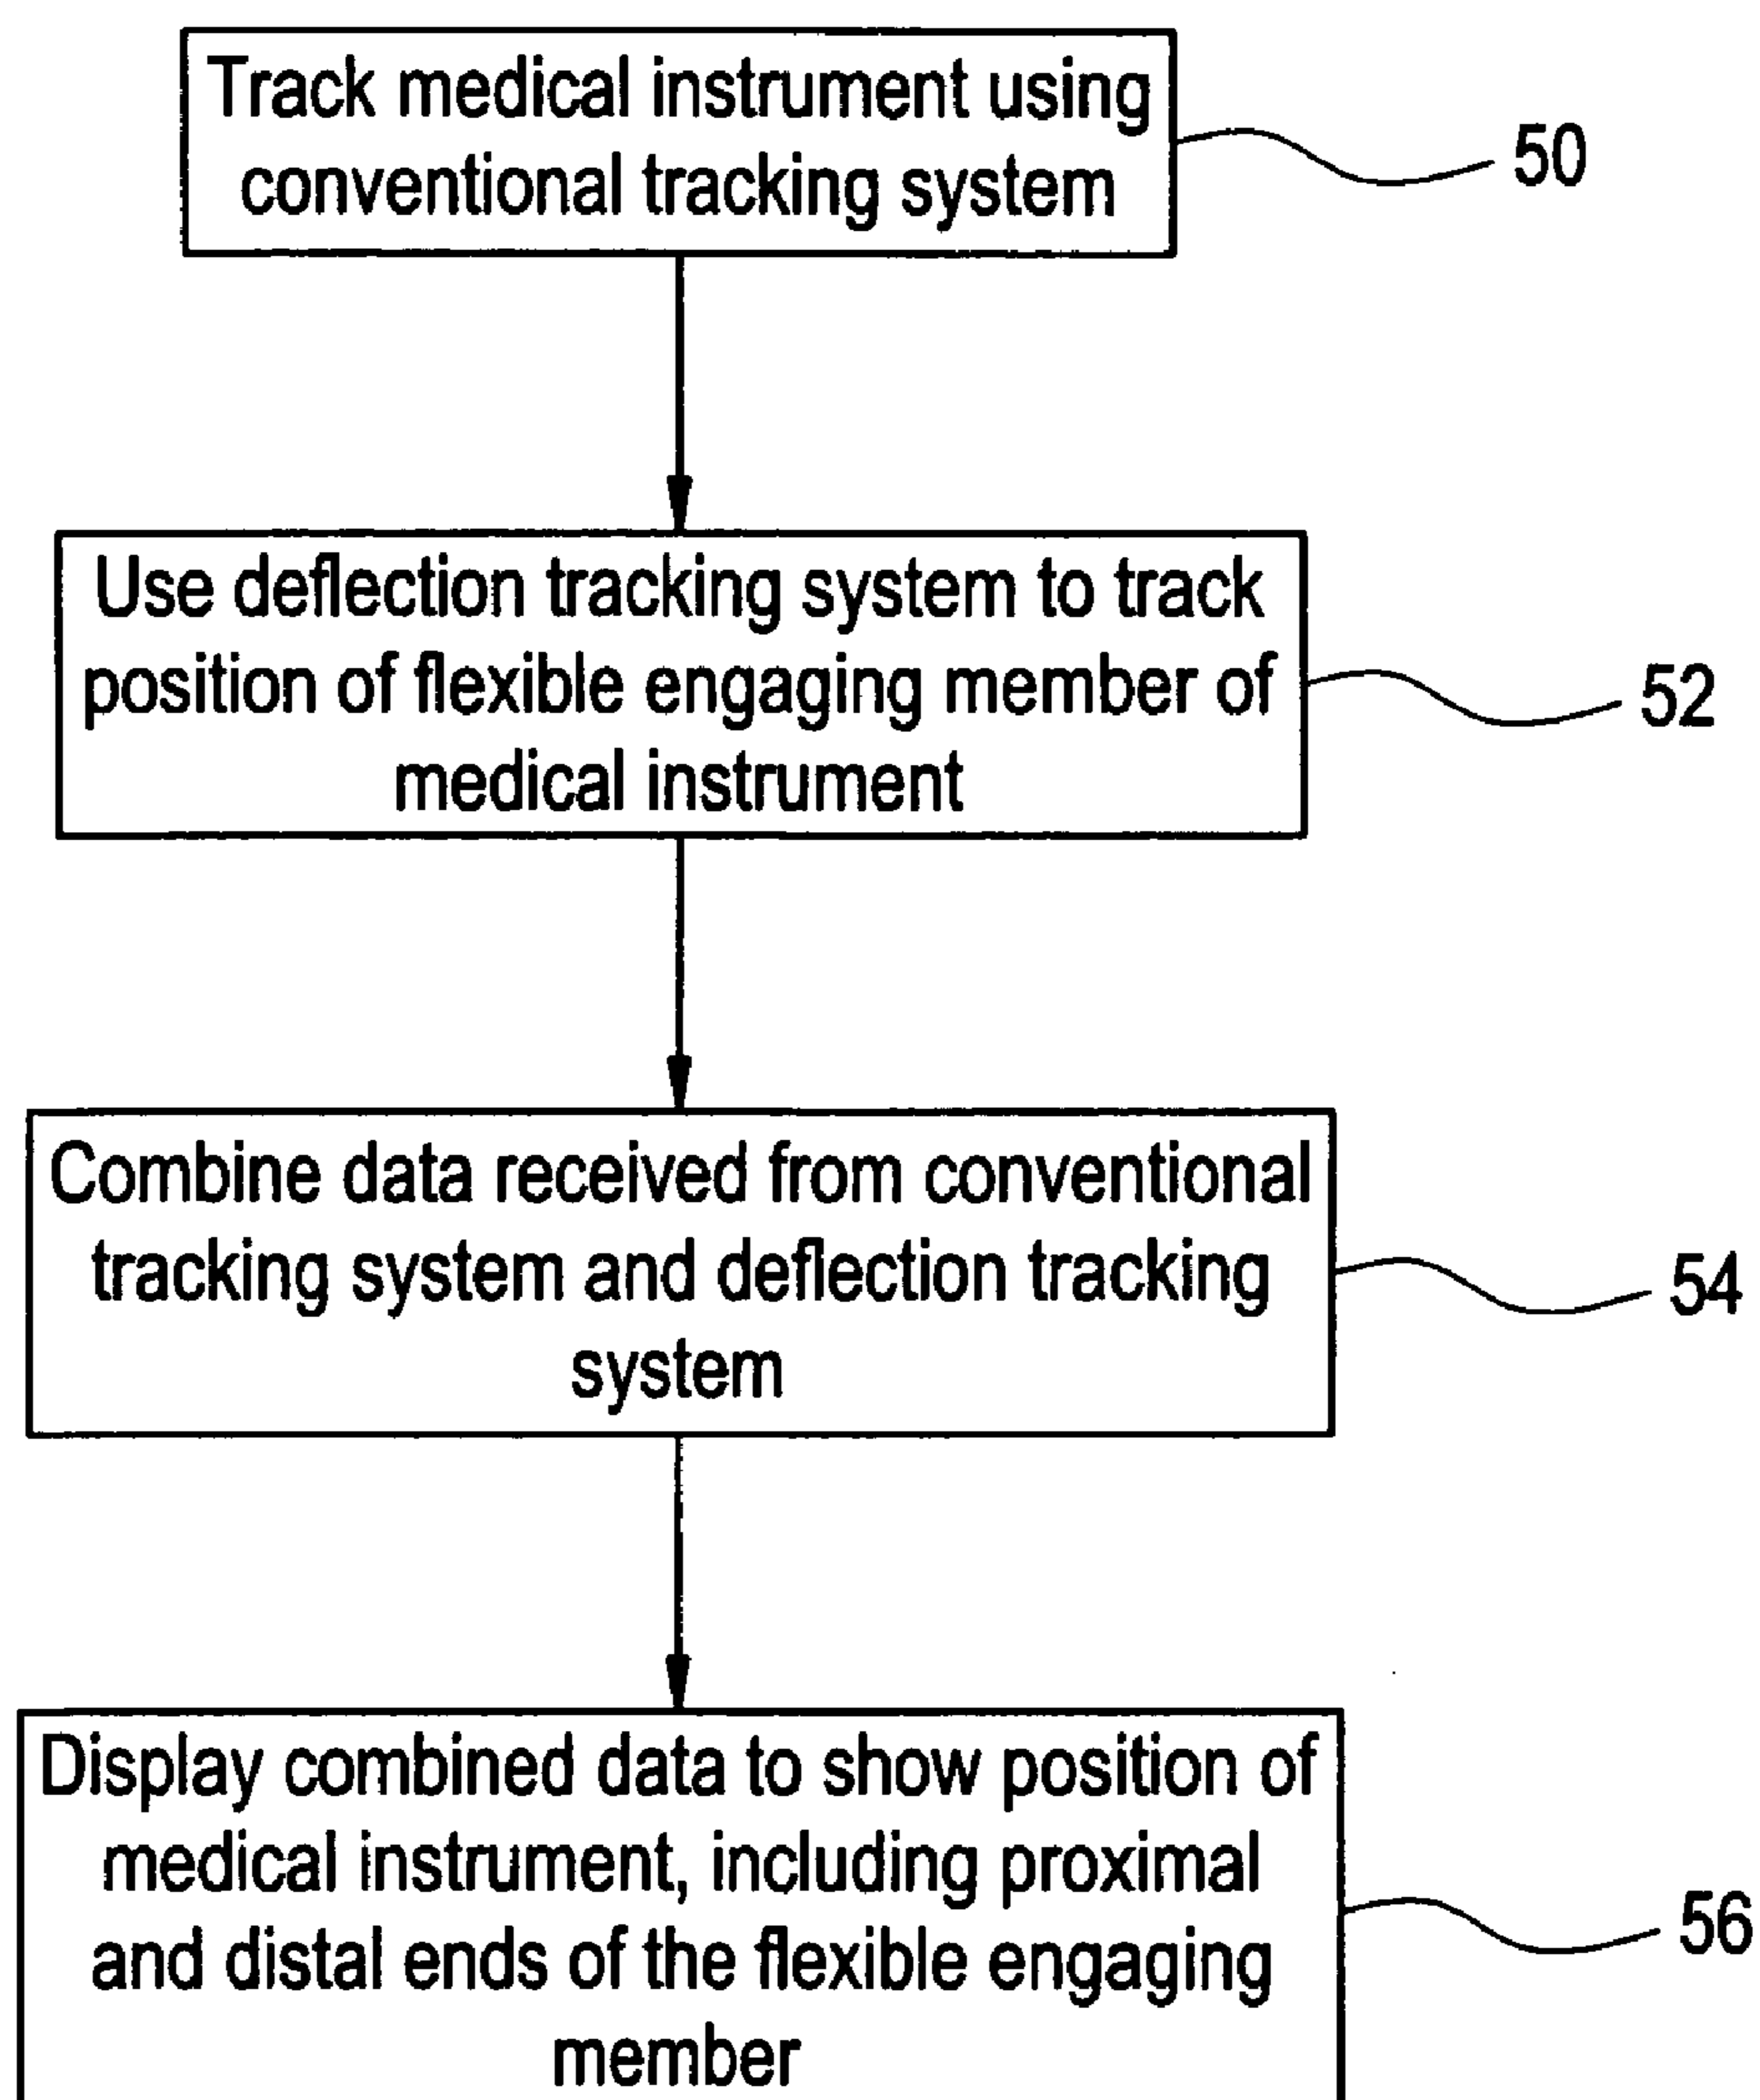 Track medical instrument using
conventional tracking system
50
Use deflection tracking system to track
position of flexible engaging member of
medical instrument
52
Combine data received from conventional
tracking system and deflection tracking
system
54
Display combined data to show position of
medical instrument, including proximal
and distal ends of the flexible engaging
member
56